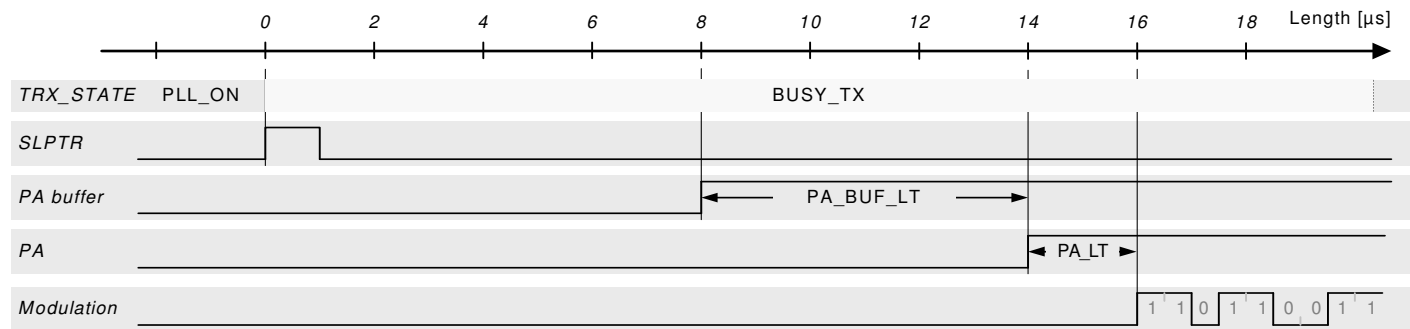 0 2 4 6 8 10 12 14 16 18 Length [µs]
TRX_STATE PLL_ON BUSY_TX
SLPTR
PA buffer PA_BUF_LT
PA PA_LT
Modulation 1 1 0 1 1 0 0 1 1